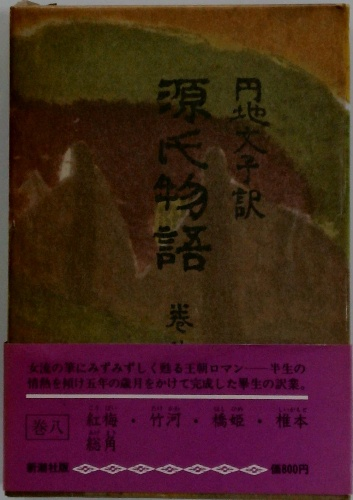 円地文子訳
源氏物語
巻
女流の筆にみずみずしく甦る王朝ロマン──半生の
情熱を傾け五年の歳月をかけて完成した畢生の訳業。
巻八
紅梅・竹河・橋姫・椎本
総角
新潮社版
価800円